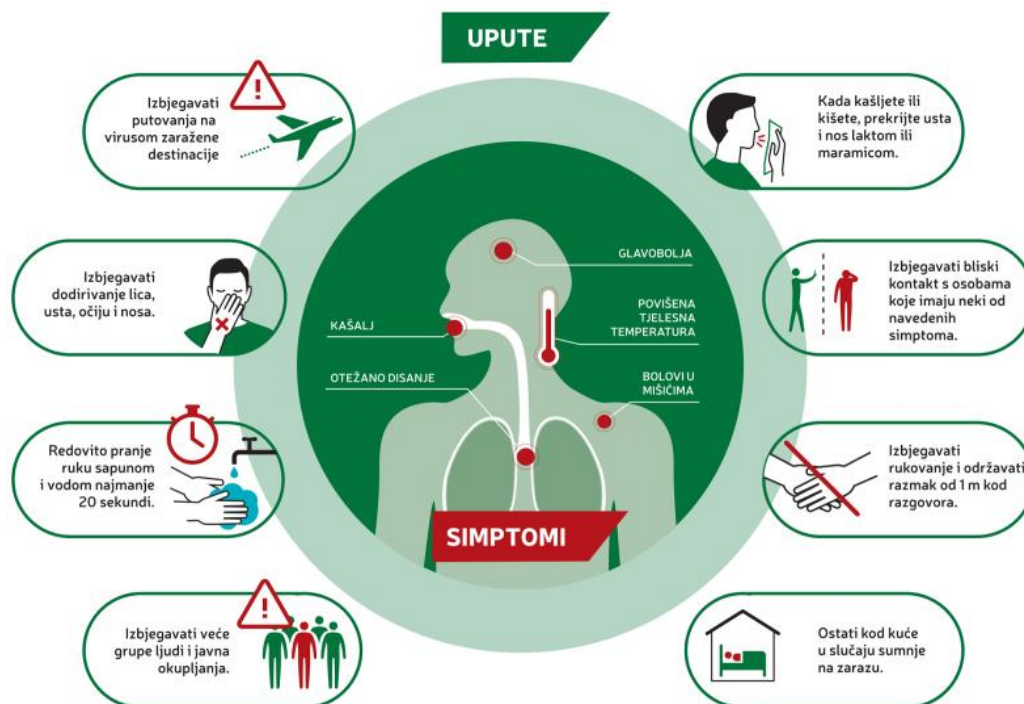 UPUTE
Izbjegavati
putovanja na
virusom zaražene
destinacije
Kada kašljete ili
kišete, prekrijte usta
i nos laktom ili
maramicom.
Izbjegavati
dodirivanje lica,
usta, očiju i nosa.
Izbjegavati bliski
kontakt s osobama
koje imaju neki od
navedenih
simptoma.
Redovito pranje
ruku sapunom
i vodom najmanje
20 sekundi.
Izbjegavati
rukovanje i održavati
razmak od 1 m kod
razgovora.
Izbjegavati veće
grupe ljudi i javna
okupljanja.
Ostati kod kuće
u slučaju sumnje
na zarazu.
GLAVOBOLJA
KAŠALJ
POVIŠENA
TJELESNA
TEMPERATURA
OTEŽANO DISANJE
BOLOVI U
MIŠIĆIMA
SIMPTOMI